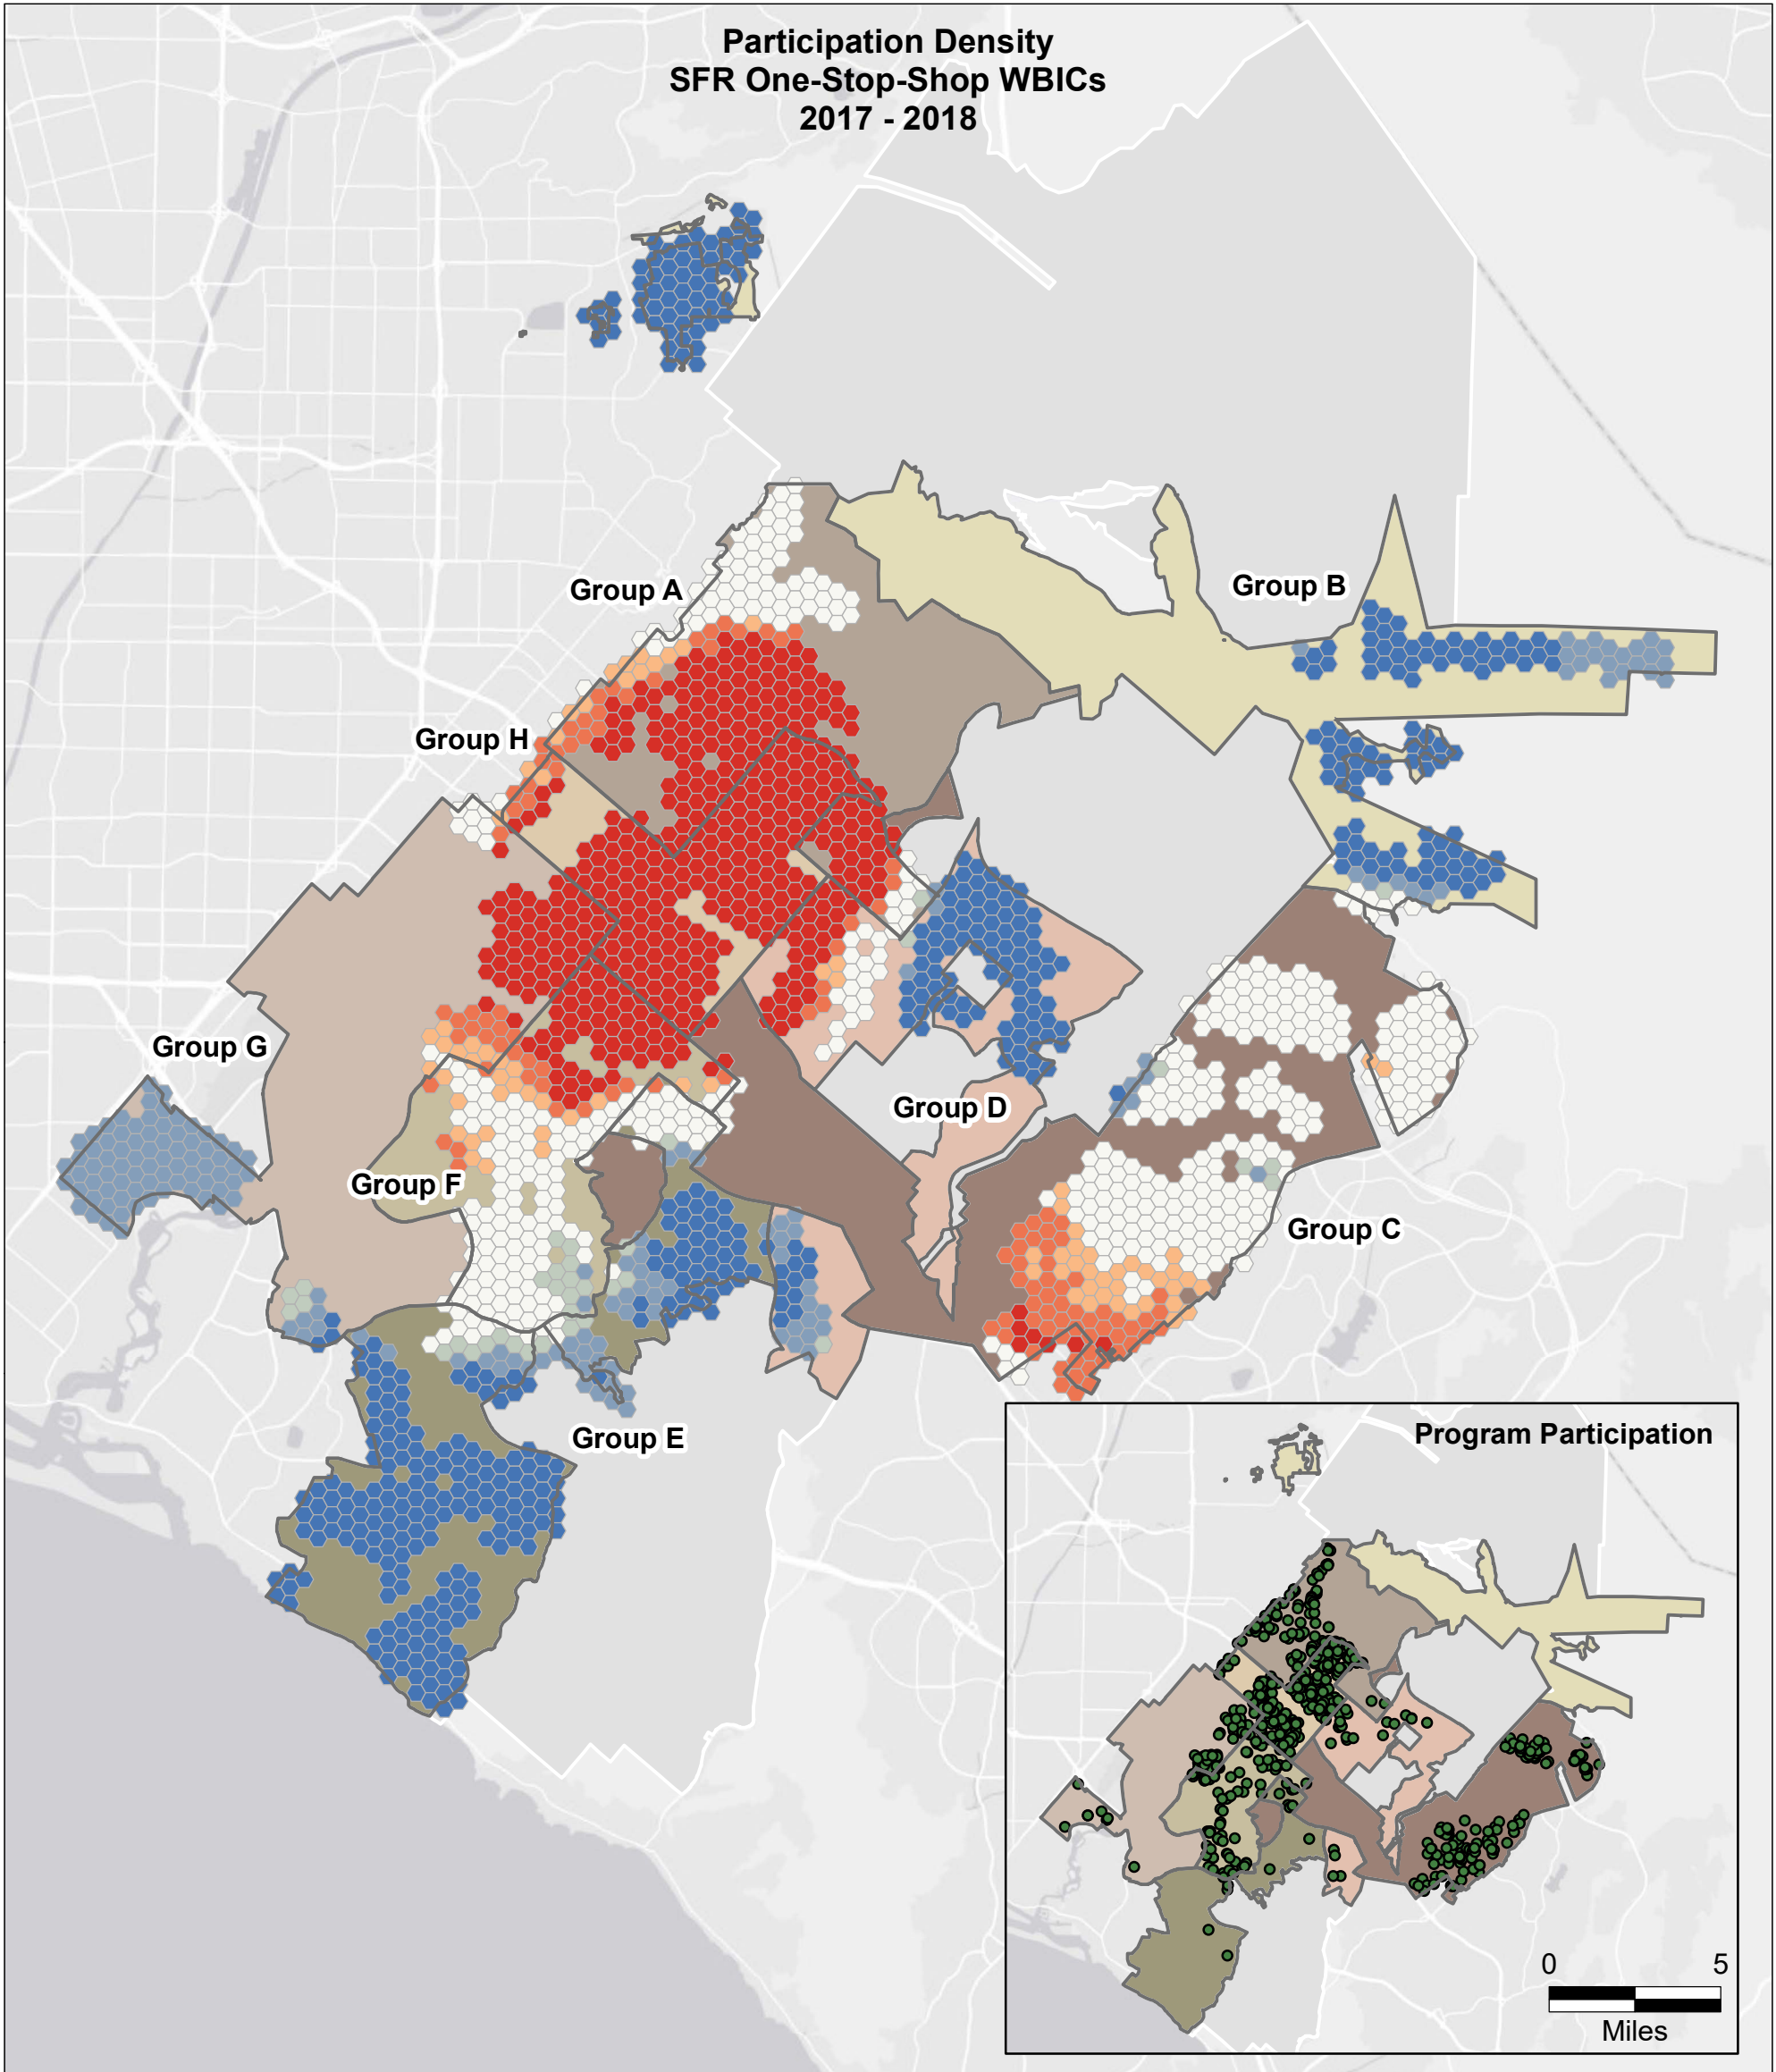 Participation Density
SFR One-Stop-Shop WBICs
2017 - 2018
Group A
Group B
Group H
Group G
Group D
Group F
Group C
Group E
Program Participation
0 5
Miles